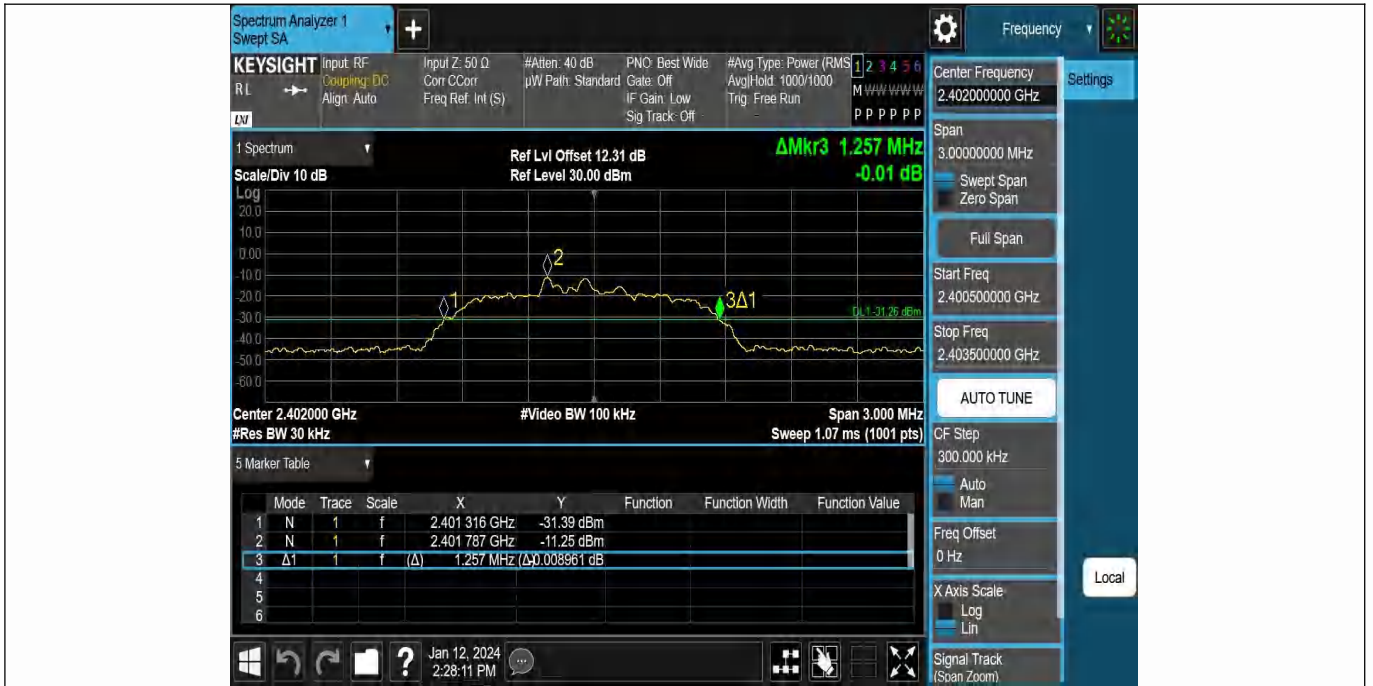 Spectrum Analyzer 1
Swept SA
+
Frequency
KEYSIGHT
RL
LXI
Input: RF
Coupling: DC
Align: Auto
Input Z: 50 Ω
Corr CCorr
Freq Ref: Int (S)
#Atten: 40 dB
µW Path: Standard
PNO: Best Wide
Gate: Off
IF Gain: Low
Sig Track: Off
#Avg Type: Power (RMS
Avg|Hold: 1000/1000
Trig: Free Run
1 2 3 4 5 6
M W W W W W
P P P P P P
1 Spectrum
Scale/Div 10 dB
Ref Lvl Offset 12.31 dB
Ref Level 30.00 dBm
ΔMkr3 1.257 MHz
-0.01 dB
Log
20.0
10.0
0.00
-10.0
-20.0
-30.0
-40.0
-50.0
-60.0
1
2
3Δ1
DL1 -31.26 dBm
Center 2.402000 GHz
#Video BW 100 kHz
Span 3.000 MHz
#Res BW 30 kHz
Sweep 1.07 ms (1001 pts)
5 Marker Table
Mode Trace Scale X Y Function Function Width Function Value
1 N 1 f 2.401 316 GHz -31.39 dBm
2 N 1 f 2.401 787 GHz -11.25 dBm
3 Δ1 1 f (Δ) 1.257 MHz (Δ) -0.008961 dB
4
5
6
Jan 12, 2024
2:28:11 PM
Settings
Center Frequency
2.402000000 GHz
Span
3.00000000 MHz
Swept Span
Zero Span
Full Span
Start Freq
2.400500000 GHz
Stop Freq
2.403500000 GHz
AUTO TUNE
CF Step
300.000 kHz
Auto
Man
Freq Offset
0 Hz
X Axis Scale
Log
Lin
Signal Track
(Span Zoom)
Local